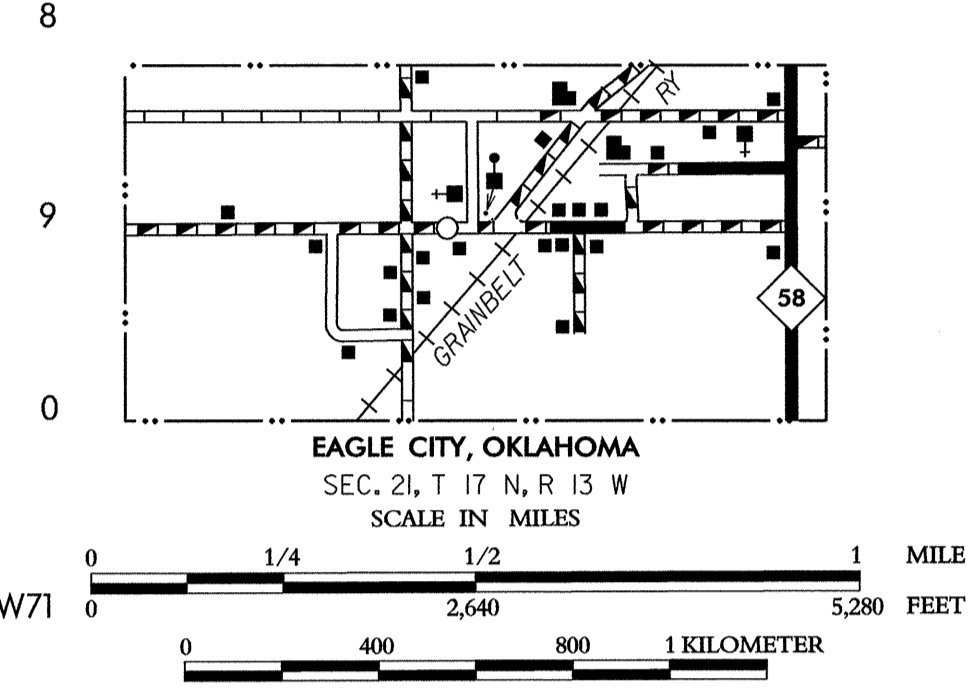 8
RY
9
GRAINBELT
58
0
EAGLE CITY, OKLAHOMA
SEC. 21, T 17 N, R 13 W
SCALE IN MILES
0 1/4 1/2 1 MILE
W71 0 2,640 5,280 FEET
0 400 800 1 KILOMETER